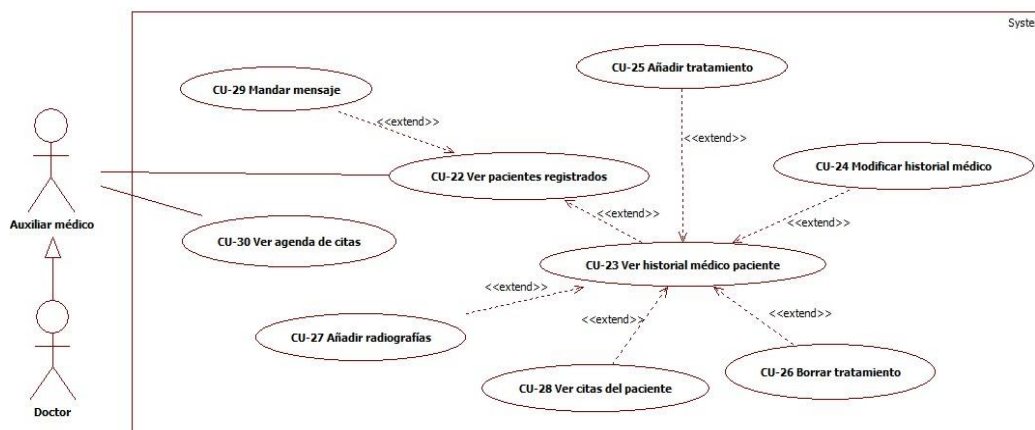 Syste
CU-25 Añadir tratamiento
CU-29 Mandar mensaje
<<extend>>
<<extend>>
CU-24 Modificar historial médico
CU-22 Ver pacientes registrados
<<extend>>
<<extend>>
Auxiliar médico
CU-30 Ver agenda de citas
CU-23 Ver historial médico paciente
<<extend>>
<<extend>>
<<extend>>
CU-27 Añadir radiografías
CU-28 Ver citas del paciente
CU-26 Borrar tratamiento
Doctor